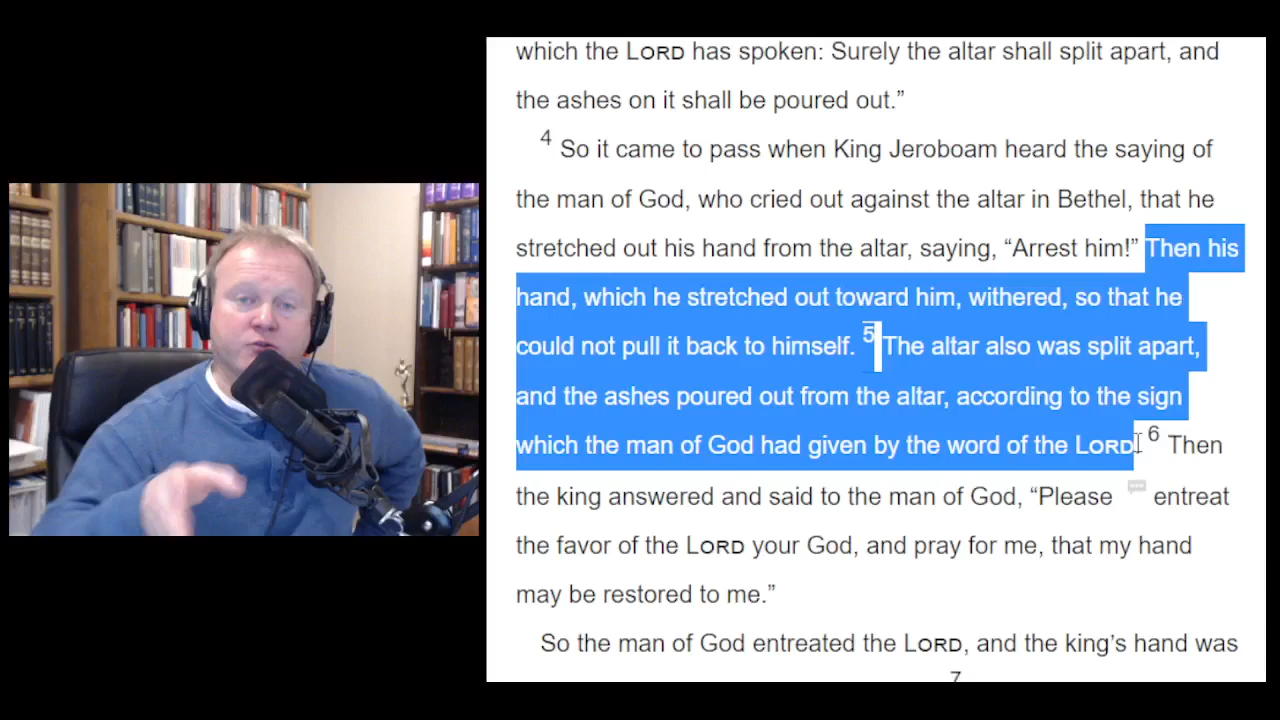 which the LORD has spoken: Surely the altar shall split apart, and
the ashes on it shall be poured out.”
4 So it came to pass when King Jeroboam heard the saying of
the man of God, who cried out against the altar in Bethel, that he
stretched out his hand from the altar, saying, “Arrest him!” Then his
hand, which he stretched out toward him, withered, so that he
could not pull it back to himself. 5 The altar also was split apart,
and the ashes poured out from the altar, according to the sign
which the man of God had given by the word of the LORD. 6 Then
the king answered and said to the man of God, “Please entreat
the favor of the LORD your God, and pray for me, that my hand
may be restored to me.”
So the man of God entreated the LORD, and the king’s hand was
7